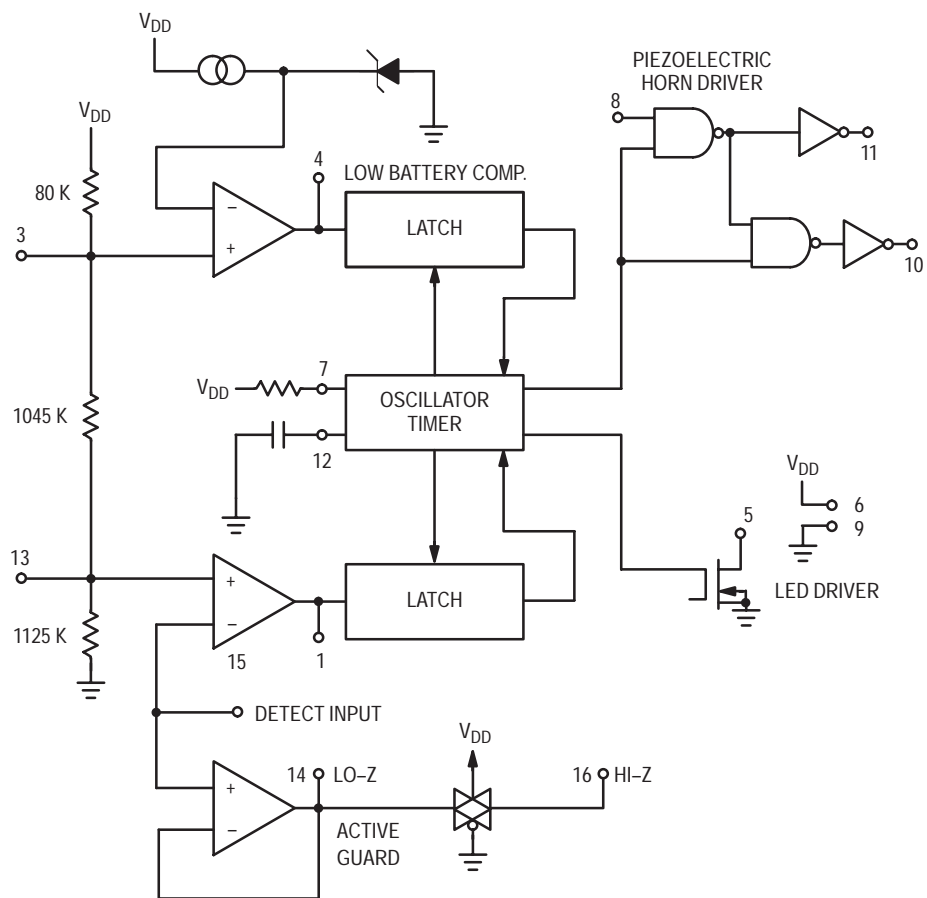 VDD
PIEZOELECTRIC
HORN DRIVER
8
11
10
VDD
80 K
3
4
LOW BATTERY COMP.
LATCH
−
+
7
VDD
OSCILLATOR
TIMER
12
1045 K
VDD
6
9
5
LED DRIVER
13
+
−
15
1
LATCH
1125 K
DETECT INPUT
VDD
14 LO–Z
16 HI–Z
+
−
ACTIVE
GUARD